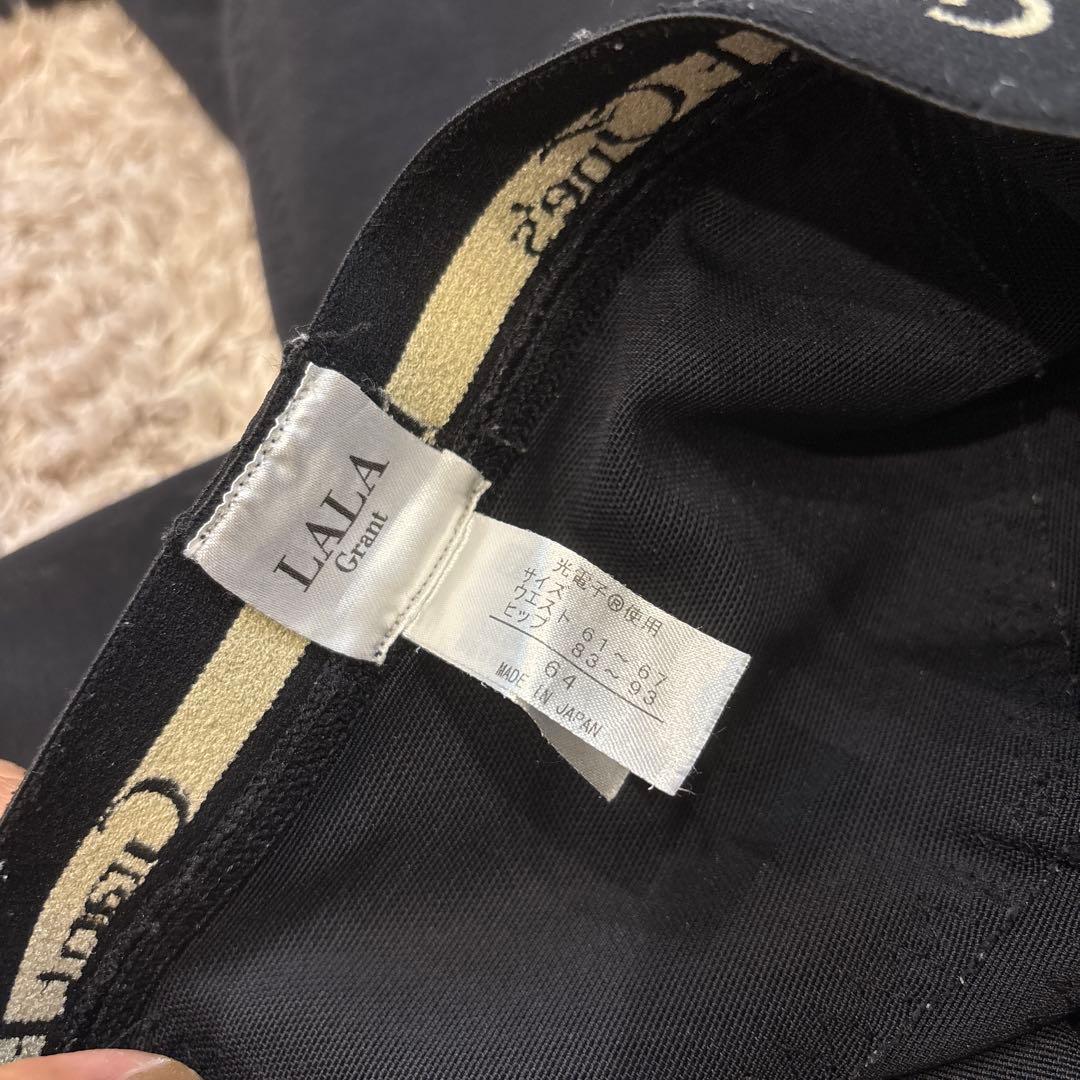 LALA
Grant
光電子®使用
サイズ
ウエスト 61～67
ヒップ 83～93
64
MADE IN JAPAN